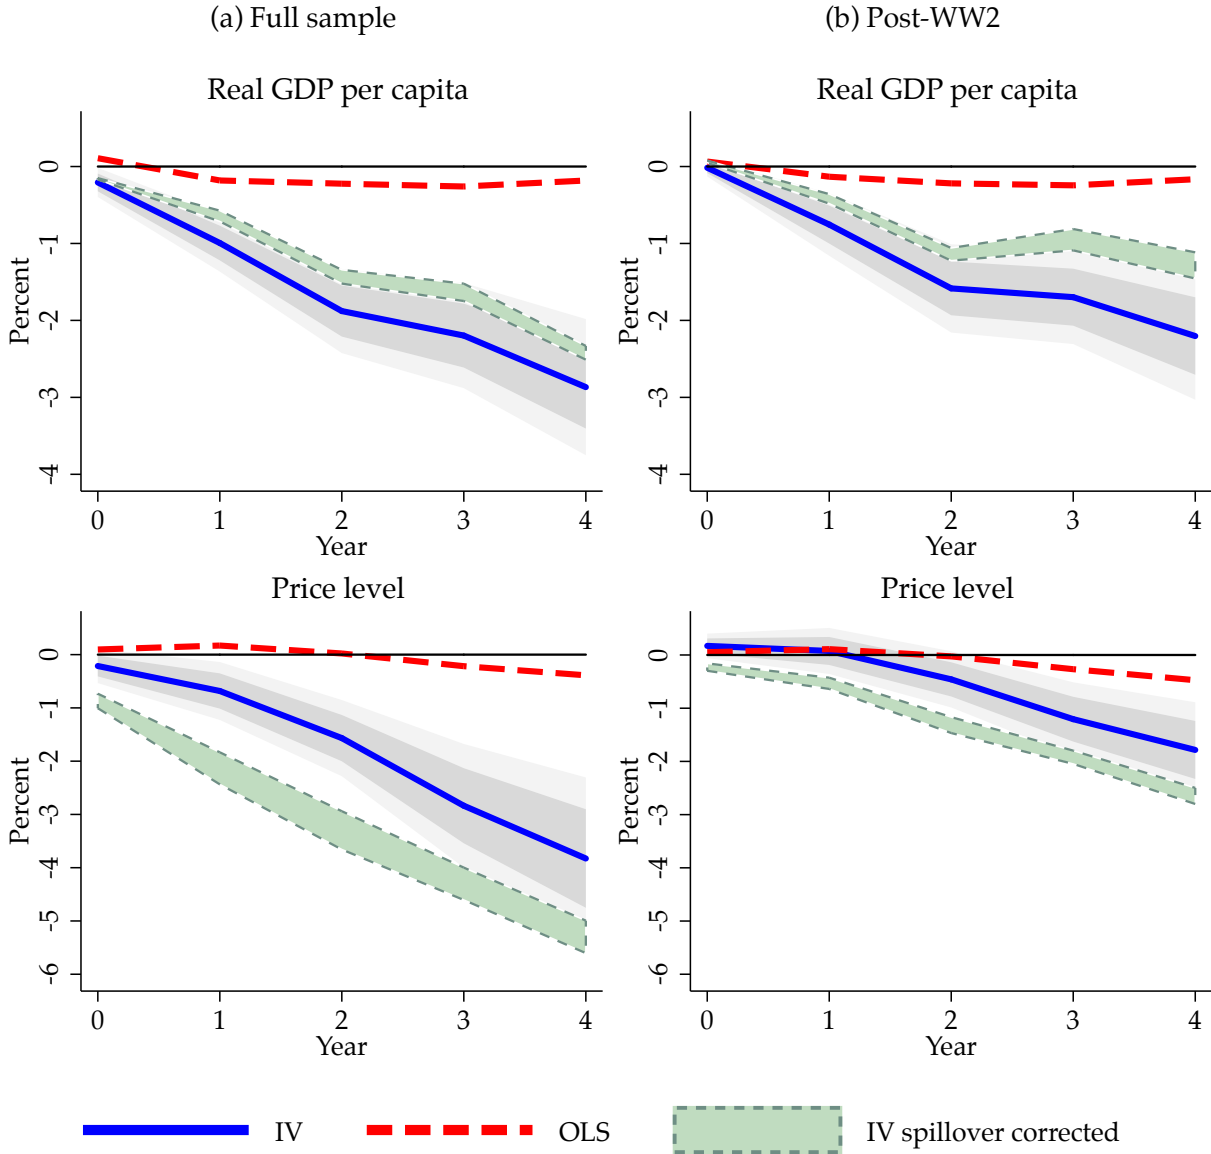 (a) Full sample
(b) Post-WW2
Real GDP per capita
Percent
0
-1
-2
-3
-4
0 1 2 3 4
Year
Real GDP per capita
Percent
0
-1
-2
-3
-4
0 1 2 3 4
Year
Price level
Percent
0
-1
-2
-3
-4
-5
-6
0 1 2 3 4
Year
Price level
Percent
0
-1
-2
-3
-4
-5
-6
0 1 2 3 4
Year
IV
OLS
IV spillover corrected